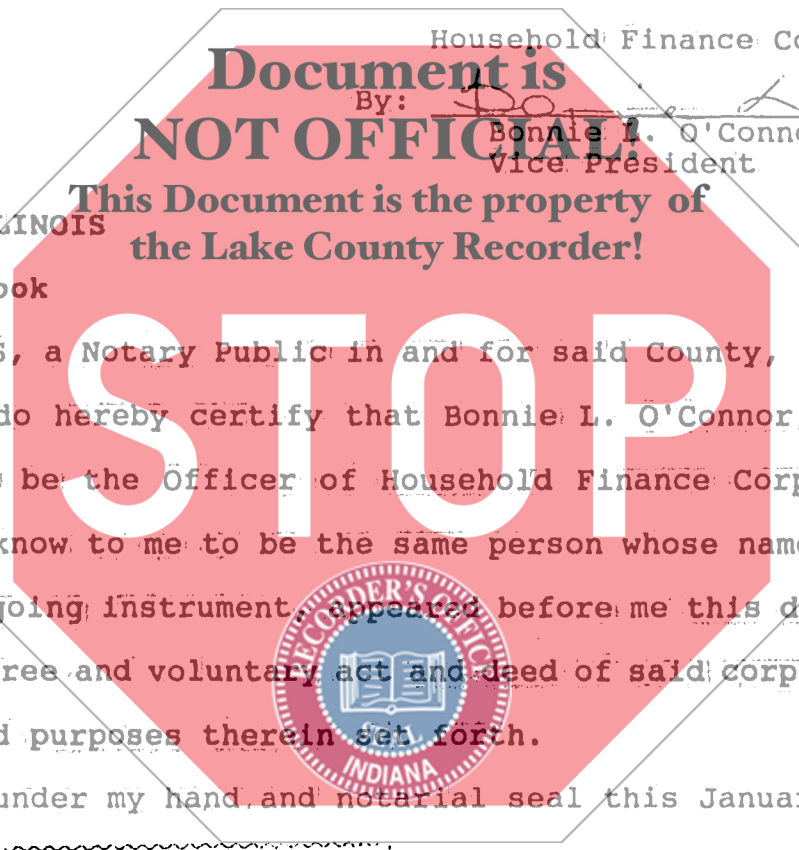 Household Finance Co
Document is
By:
NOT OFFICIAL!
Bonnie L. O'Conno
Vice President
This Document is the property of
LINOIS
the Lake County Recorder!
ook
S, a Notary Public in and for said County,
STOP
do hereby certify that Bonnie L. O'Connor,
be the Officer of Household Finance Corp
know to me to be the same person whose name
going instrument, appeared before me this d
RECORDER'S OFFICE
ree and voluntary act and deed of said corp
d purposes therein set forth.
INDIANA
under my hand and notarial seal this Januar